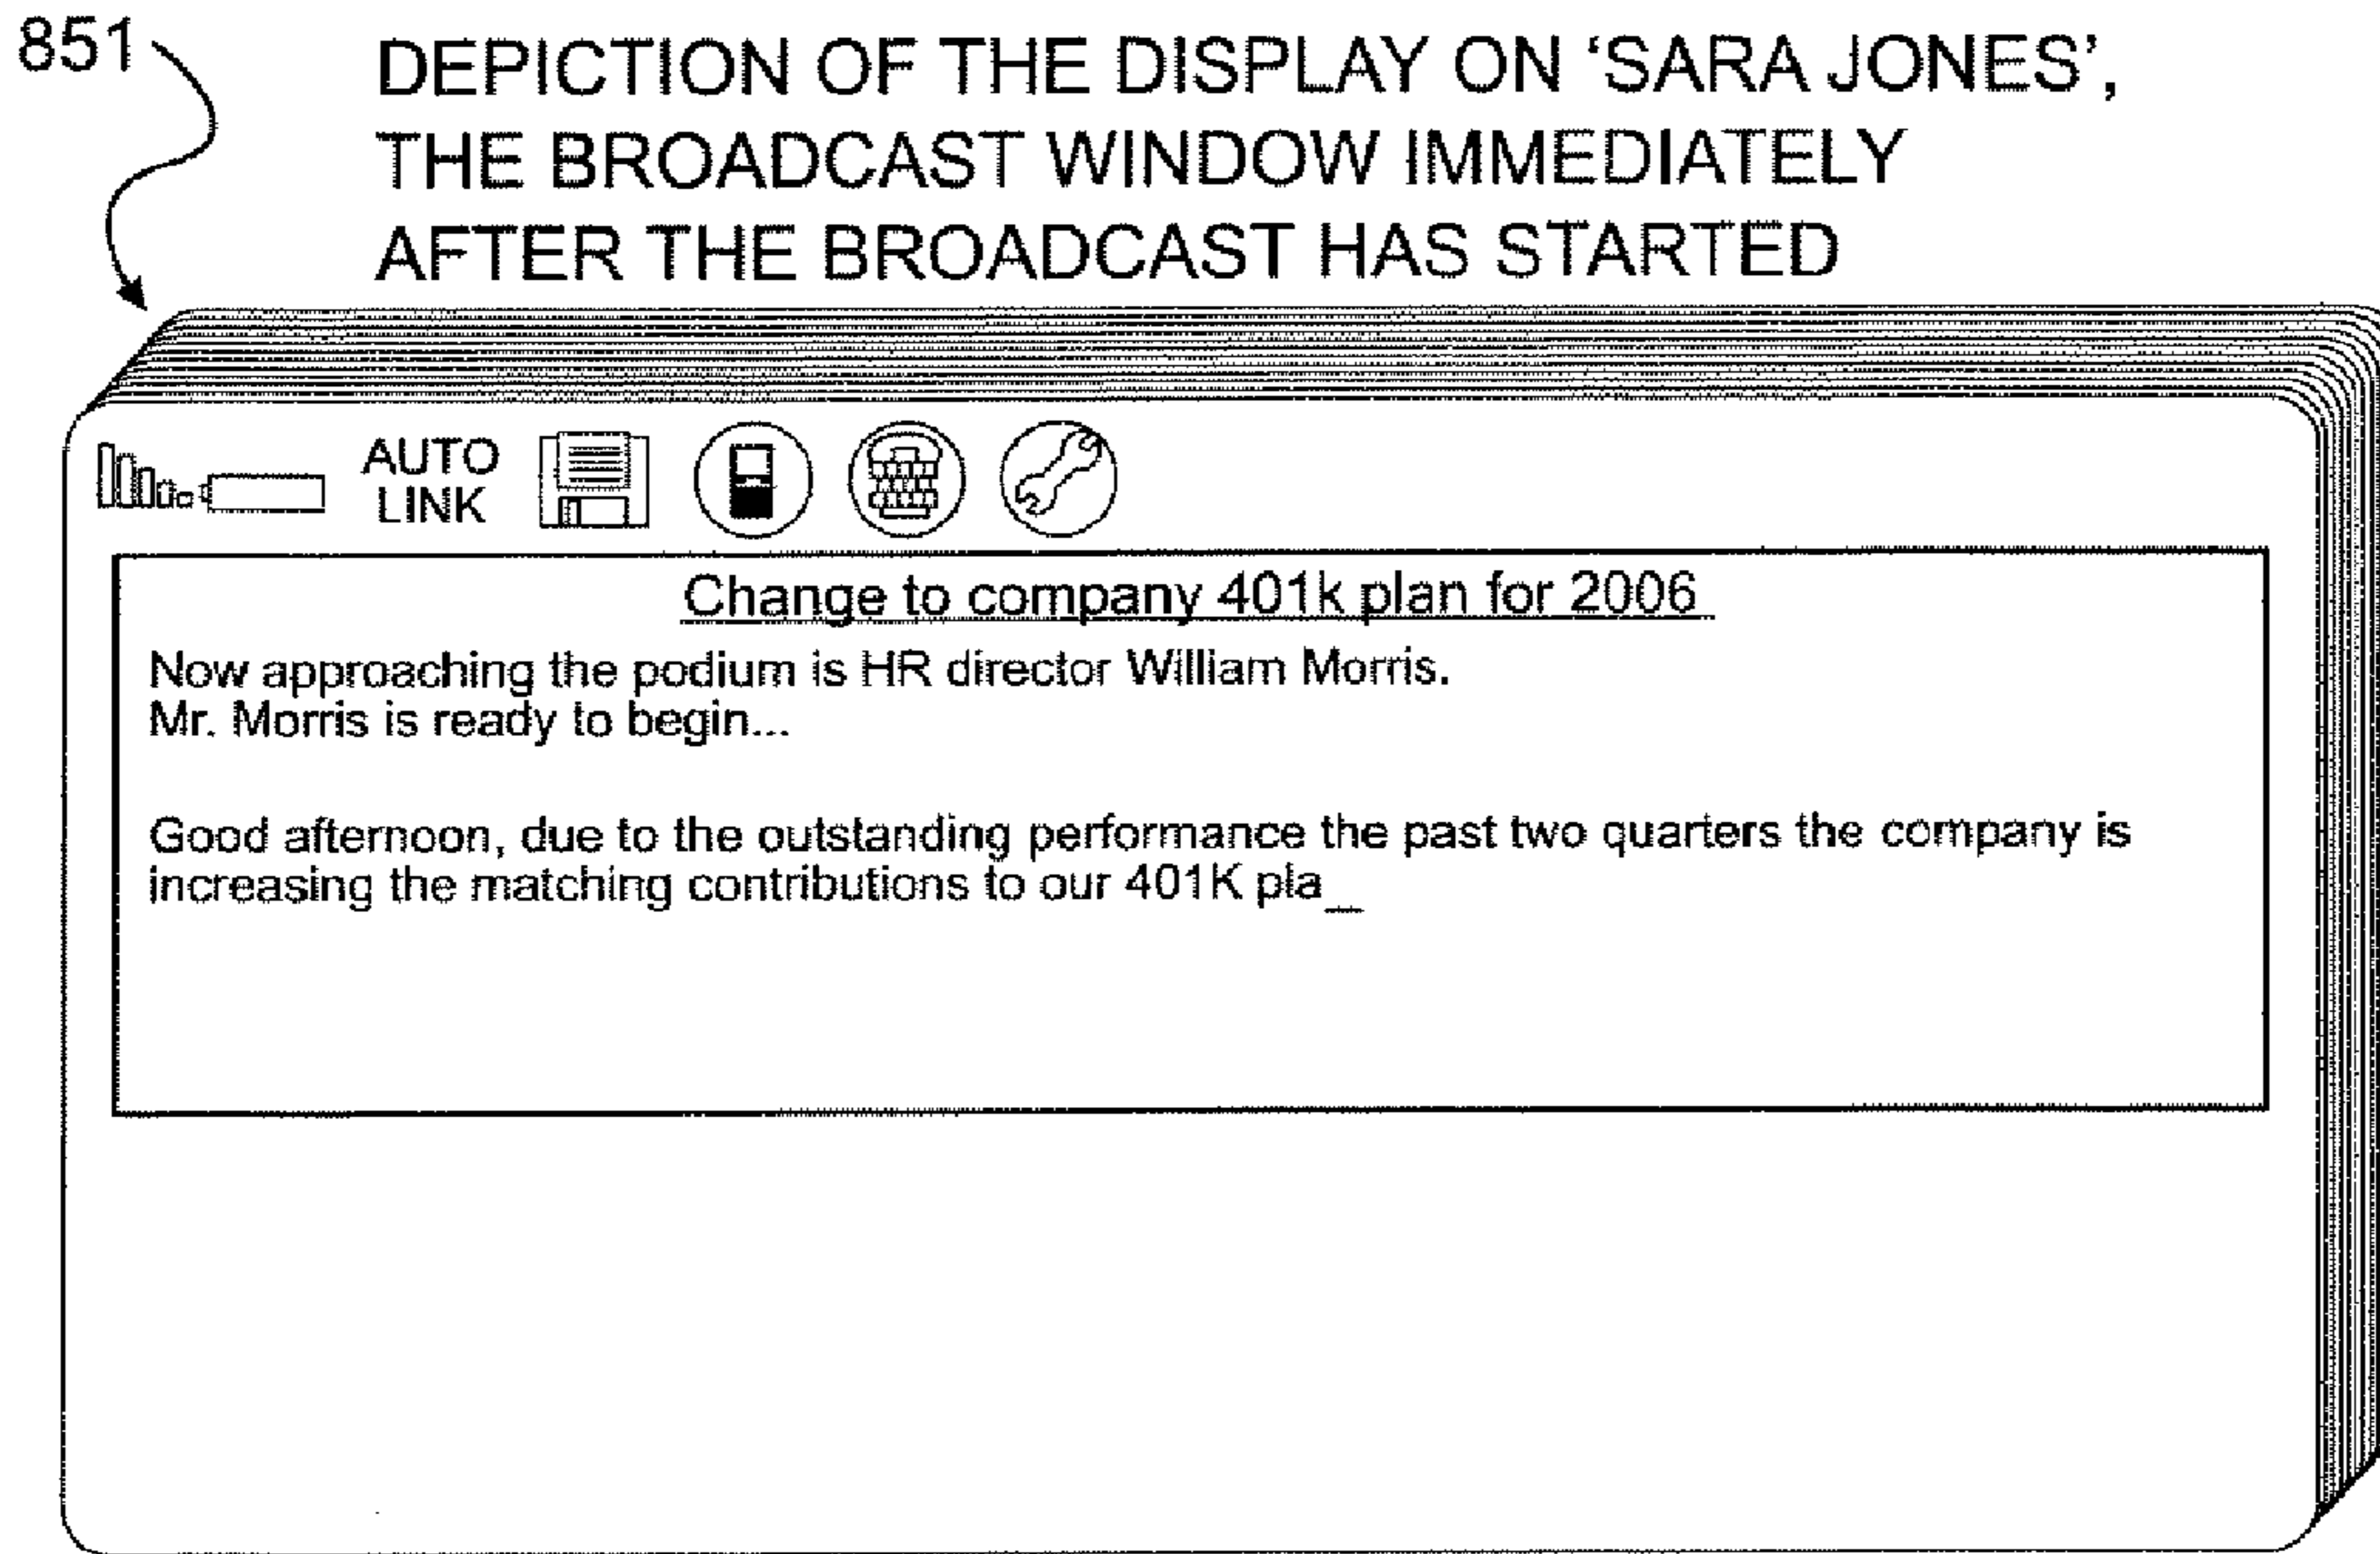 851
DEPICTION OF THE DISPLAY ON ‘SARA JONES’,
THE BROADCAST WINDOW IMMEDIATELY
AFTER THE BROADCAST HAS STARTED
AUTO
LINK
Change to company 401k plan for 2006
Now approaching the podium is HR director William Morris.
Mr. Morris is ready to begin...
Good afternoon, due to the outstanding performance the past two quarters the company is
increasing the matching contributions to our 401K pla_